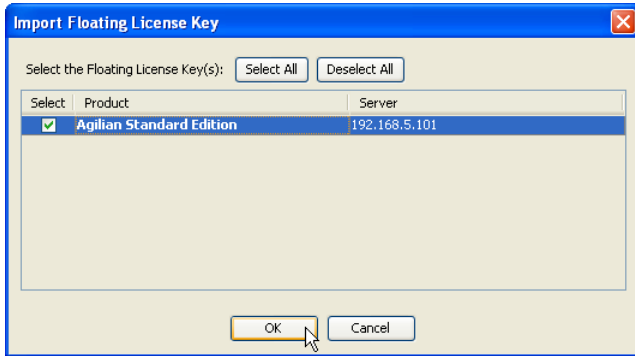 Import Floating License Key
Select the Floating License Key(s): Select All Deselect All
Select Product Server
Agilian Standard Edition 192.168.5.101
OK Cancel